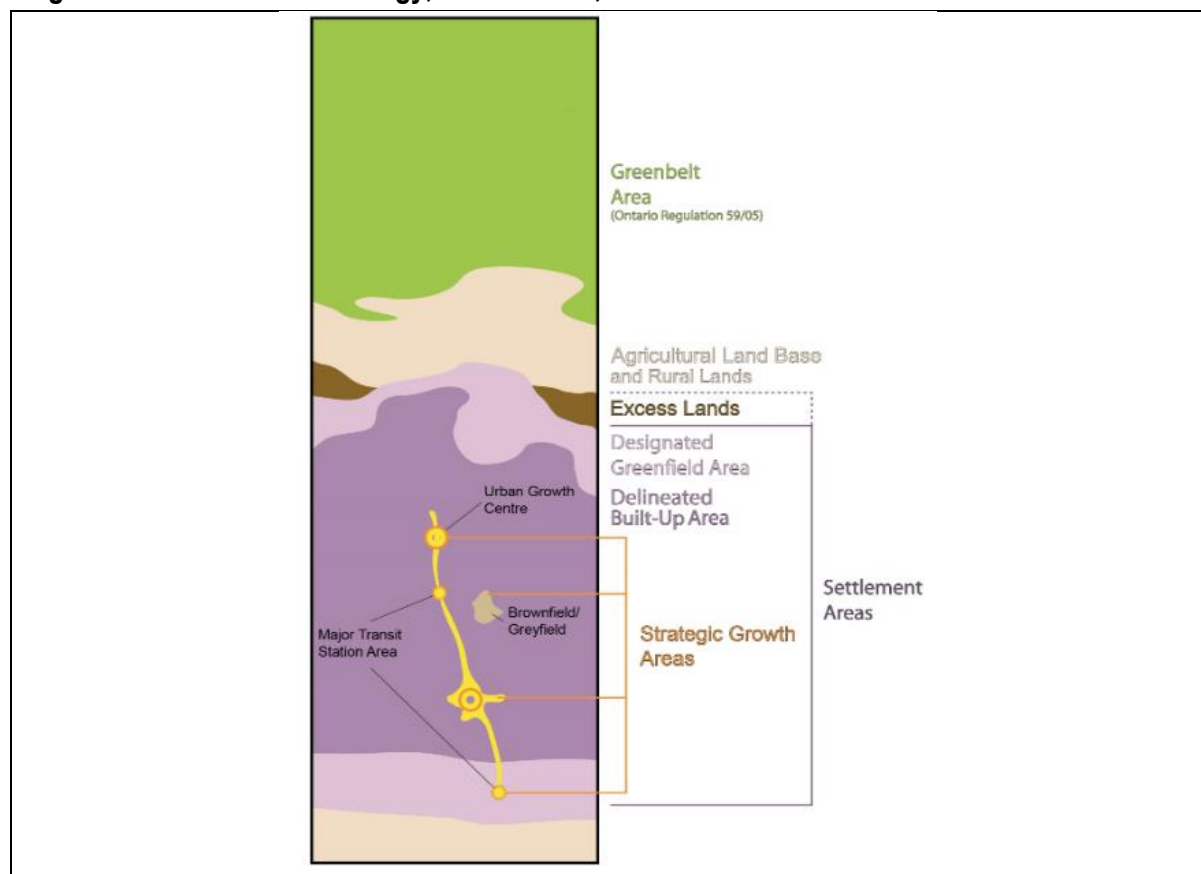 Greenbelt
Area
(Ontario Regulation 59/05)
Agricultural Land Base
and Rural Lands
Excess Lands
Designated
Greenfield Area
Delineated
Built-Up Area
Urban Growth
Centre
Settlement
Areas
Brownfield/
Greyfield
Major Transit
Station Area
Strategic Growth
Areas